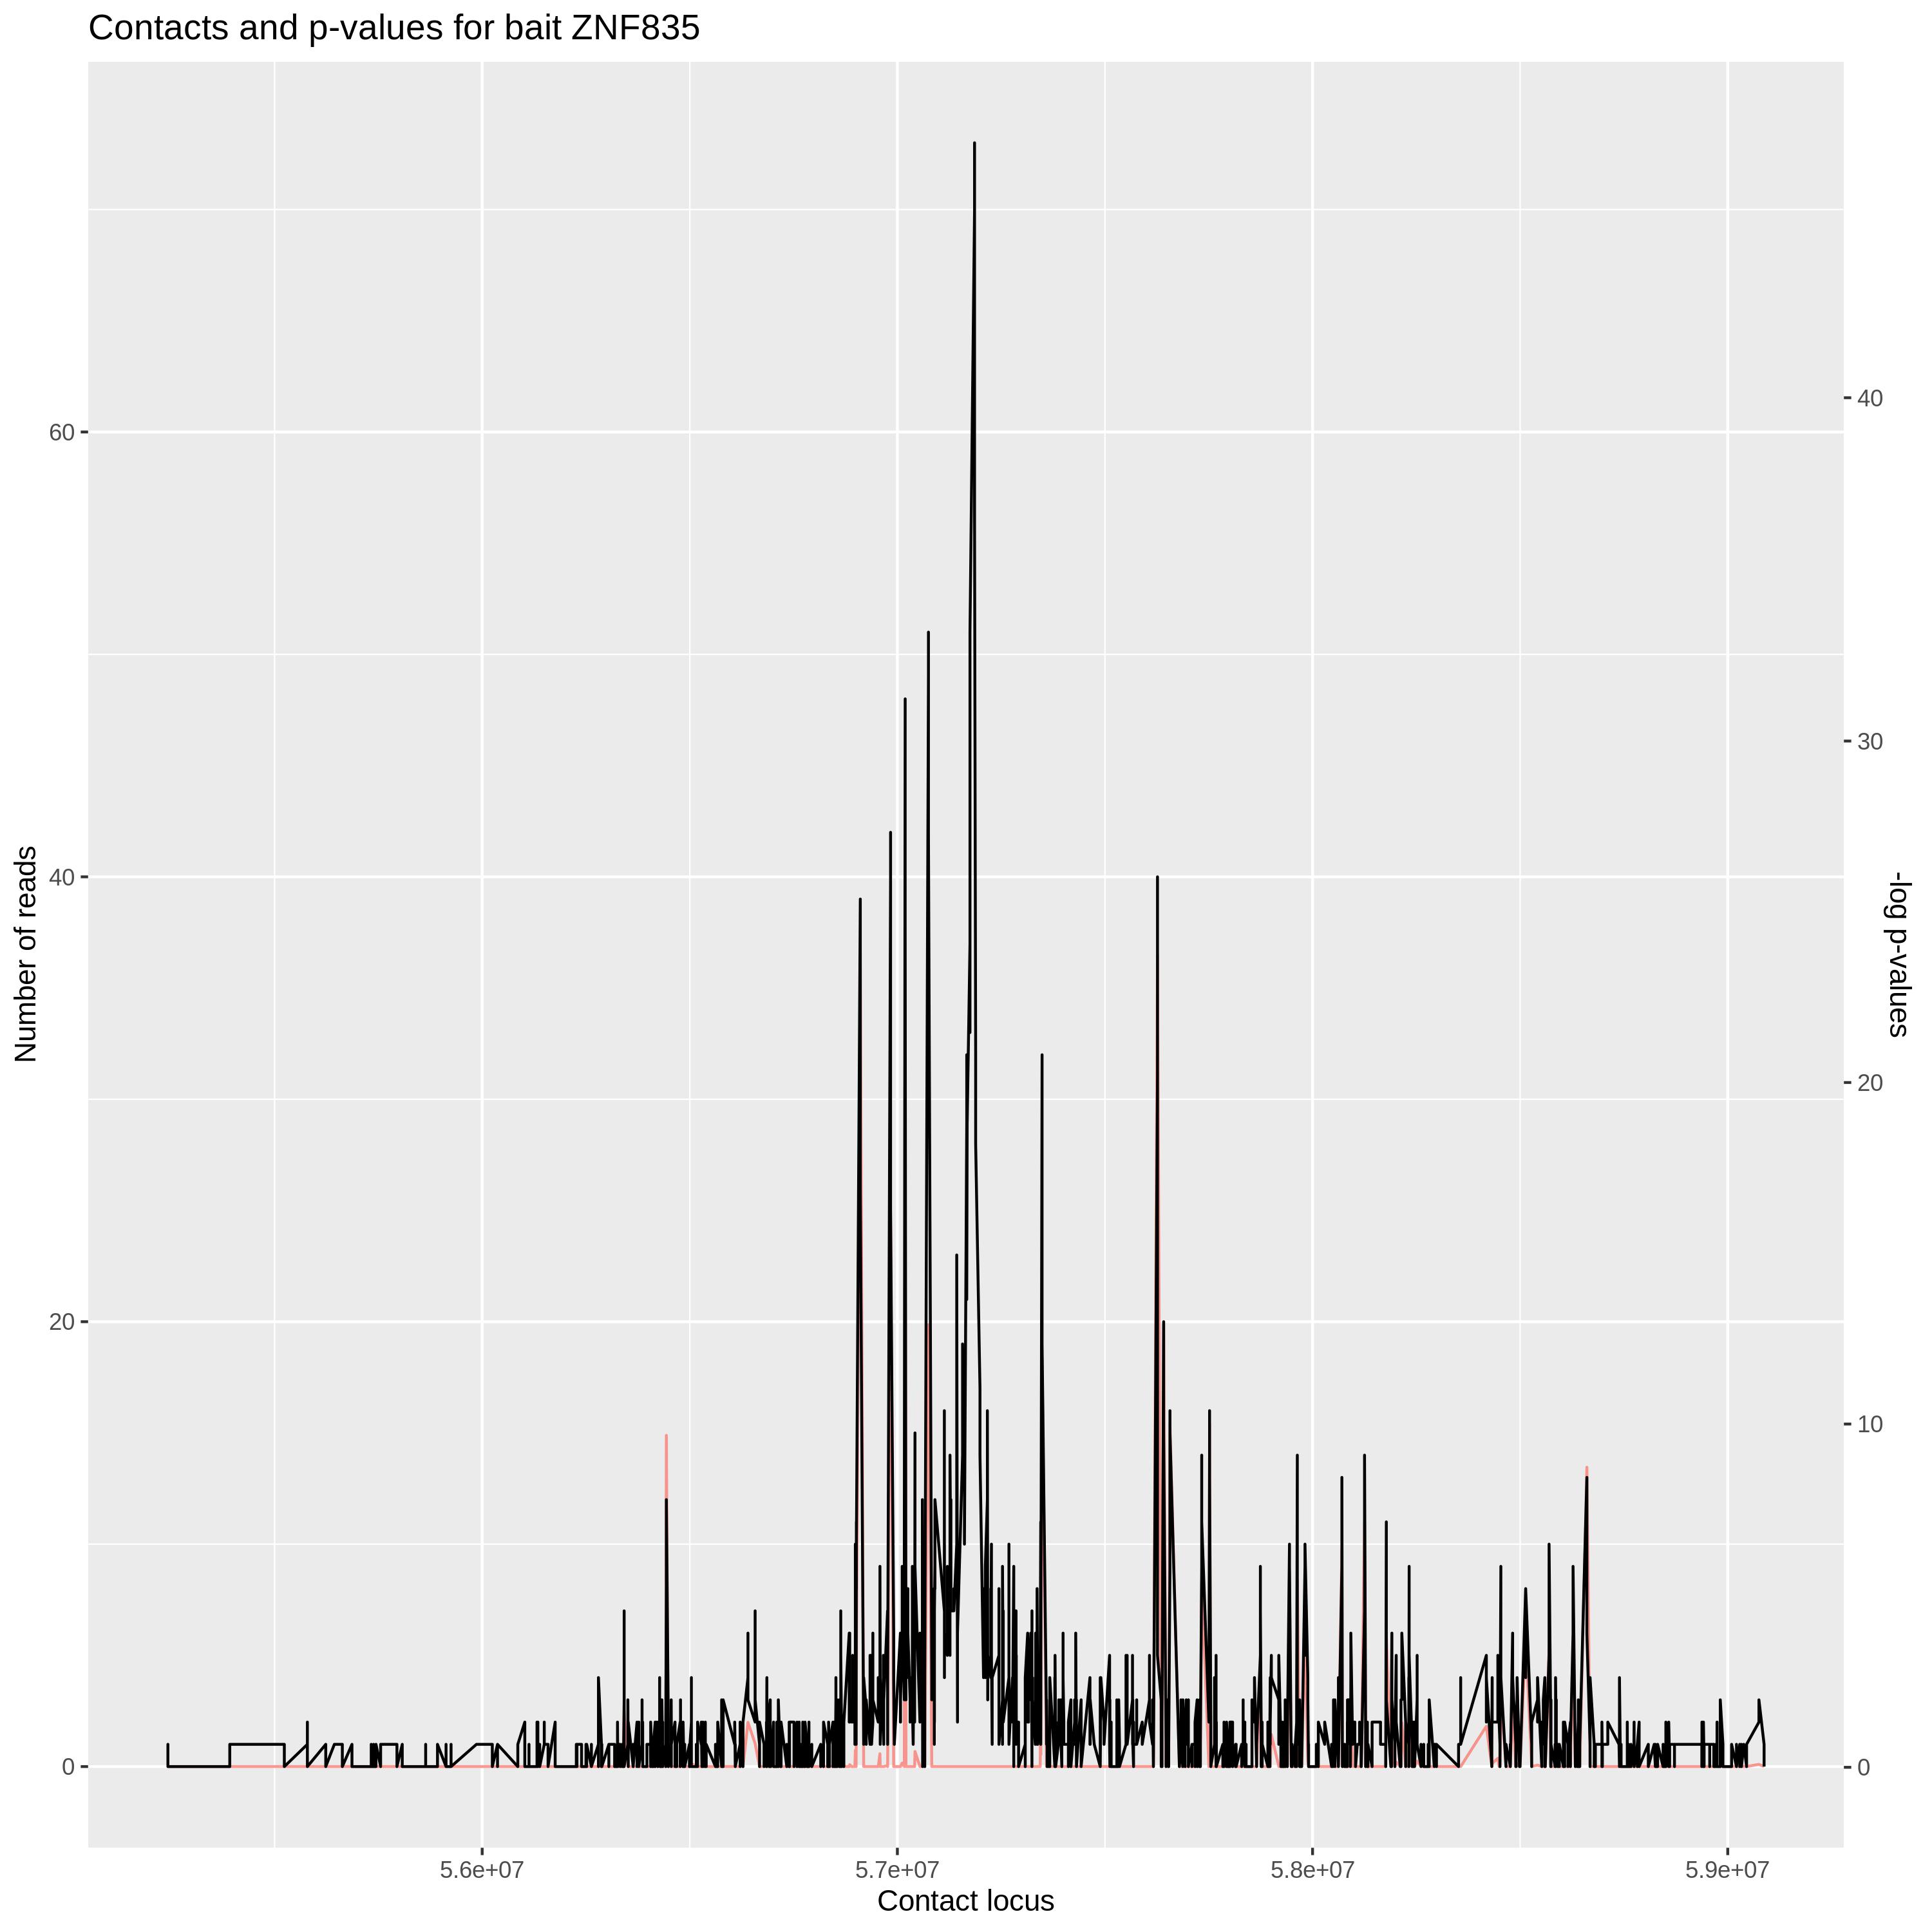 Contacts and p-values for bait ZNF835
Number of reads
60
40
20
0
40
30
20
10
0
-log p-values
5.6e+07
5.7e+07
5.8e+07
5.9e+07
Contact locus